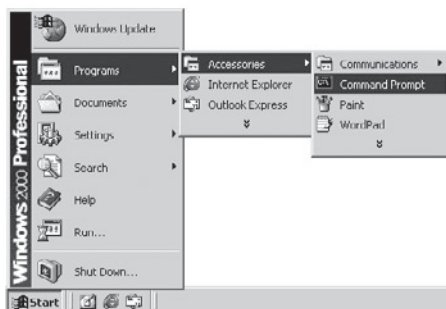 Windows 2000 Professional
Windows Update
Programs
Documents
Settings
Search
Help
Run...
Shut Down...
Accessories
Internet Explorer
Outlook Express
Communications
Command Prompt
Paint
WordPad
Start